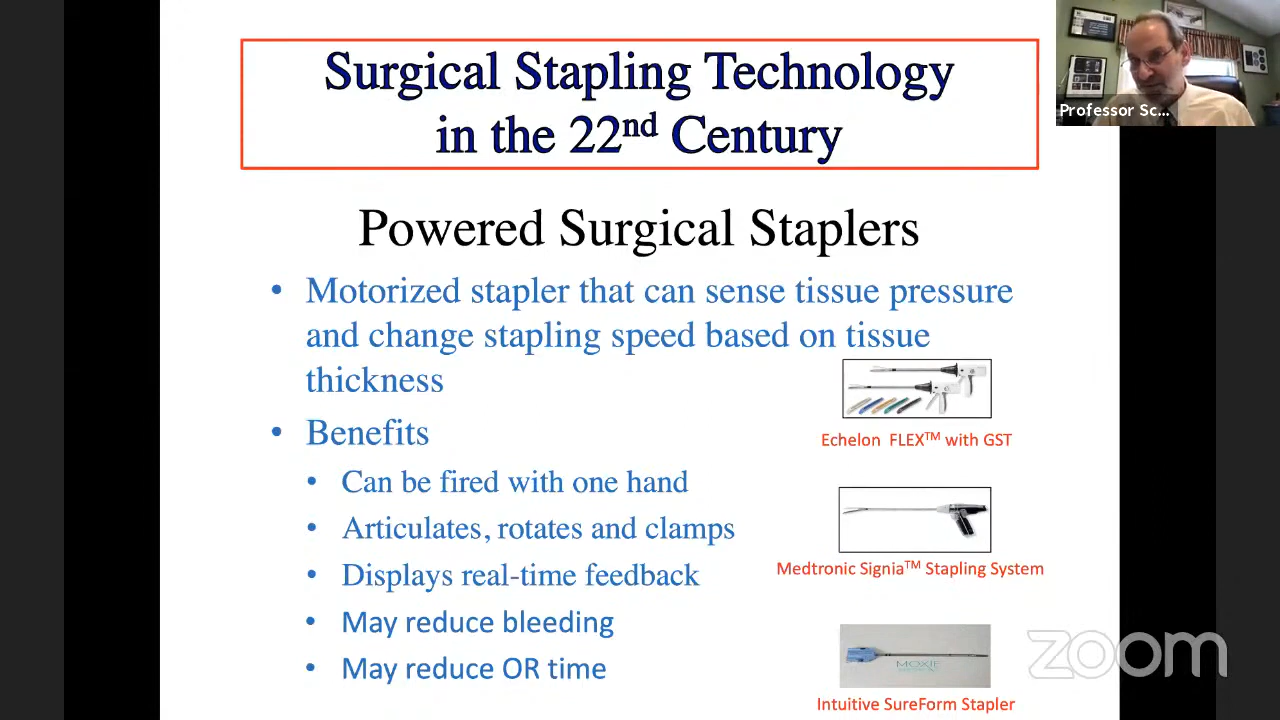 Surgical Stapling Technology
in the 22nd Century
Professor Sc...
Powered Surgical Staplers
• Motorized stapler that can sense tissue pressure
and change stapling speed based on tissue
thickness
• Benefits
• Can be fired with one hand
• Articulates, rotates and clamps
• Displays real-time feedback
• May reduce bleeding
• May reduce OR time
Echelon FLEX™ with GST
Medtronic Signia™ Stapling System
MOXIE
Intuitive SureForm Stapler
zoom